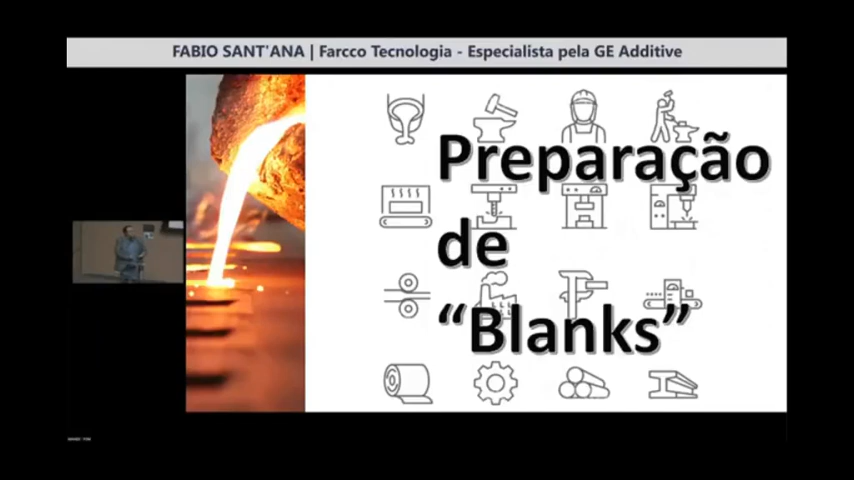 FABIO SANT'ANA | Farcco Tecnologia - Especialista pela GE Additive
Preparação
de
“Blanks”